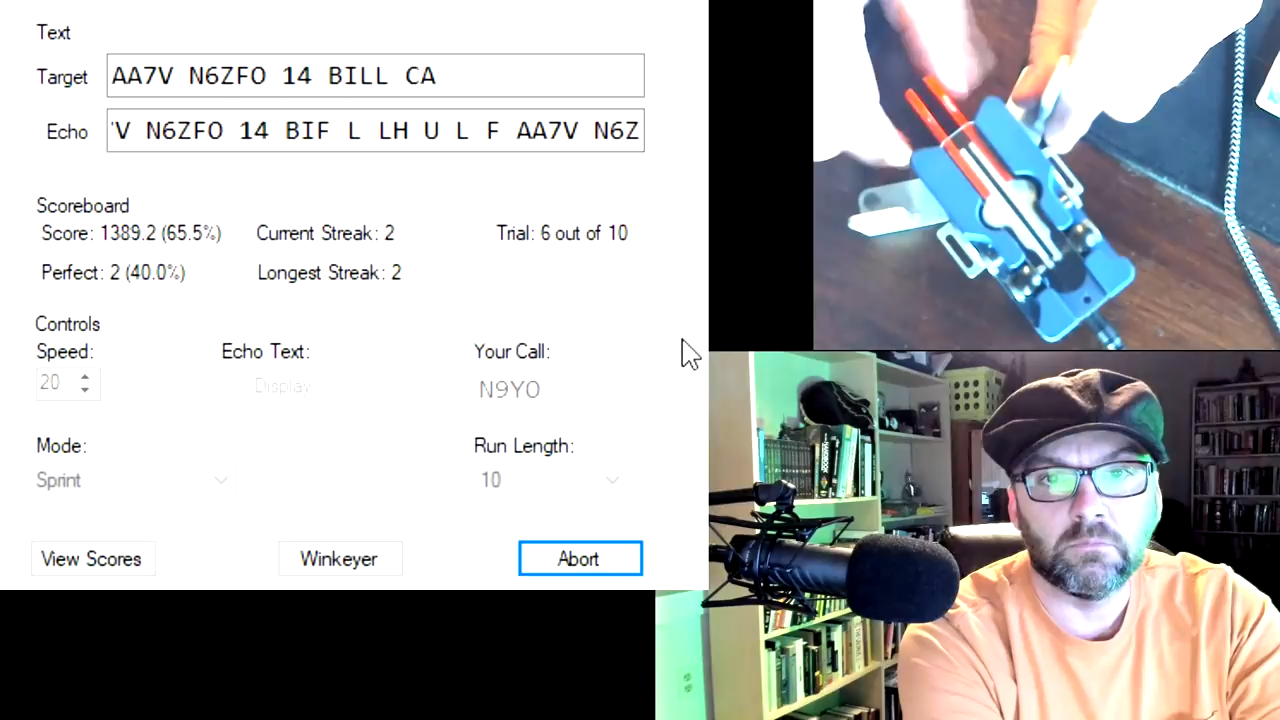 Text
Target AA7V N6ZFO 14 BILL CA
Echo 'V N6ZFO 14 BIF L LH U L F AA7V N6Z
Scoreboard
Score: 1389.2 (65.5%) Current Streak: 2 Trial: 6 out of 10
Perfect: 2 (40.0%) Longest Streak: 2
Controls
Speed: Echo Text: Your Call:
20 Display N9YO
Mode: Run Length:
Sprint 10
View Scores Winkeyer Abort